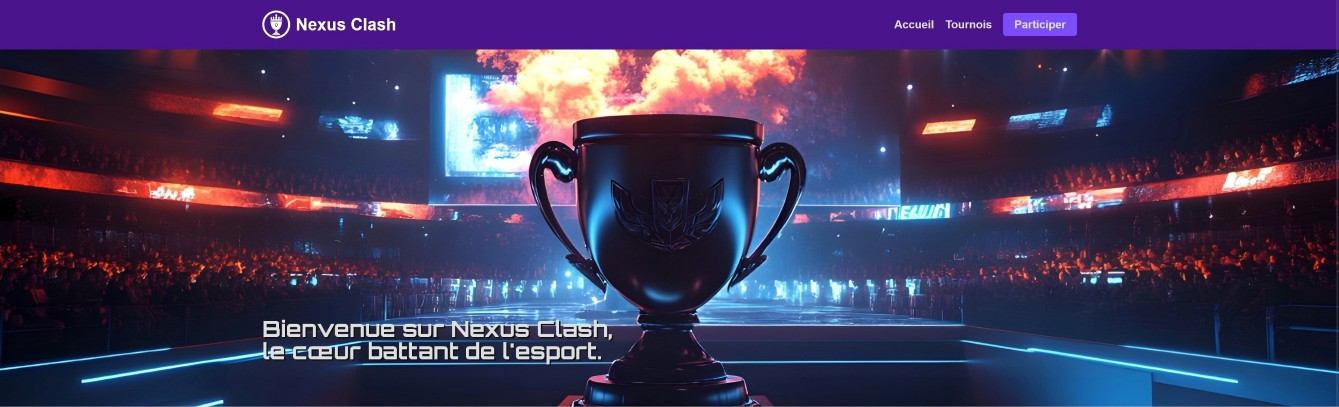 Nexus Clash
Accueil Tournois Participer
Bienvenue sur Nexus Clash,
le cœur battant de l'esport.